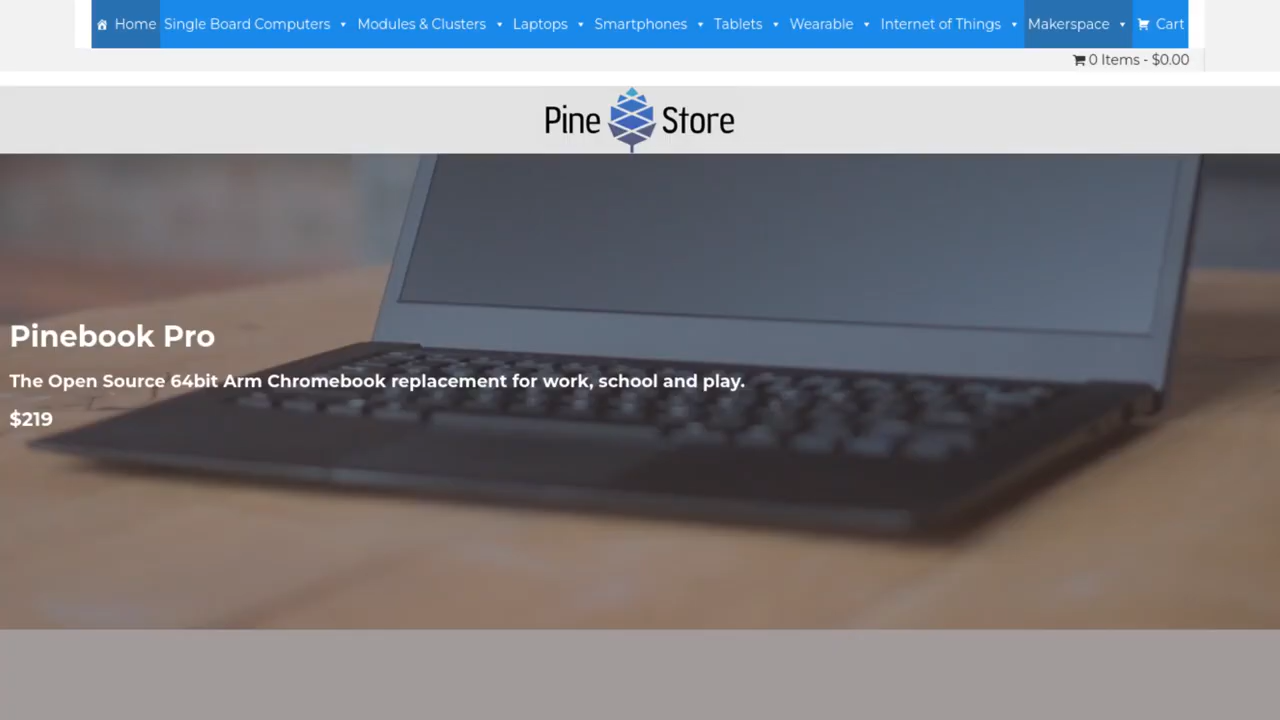 Home Single Board Computers Modules & Clusters Laptops Smartphones Tablets Wearable Internet of Things Makerspace Cart
0 Items - $0.00
Pine Store
Pinebook Pro
The Open Source 64bit Arm Chromebook replacement for work, school and play.
$219